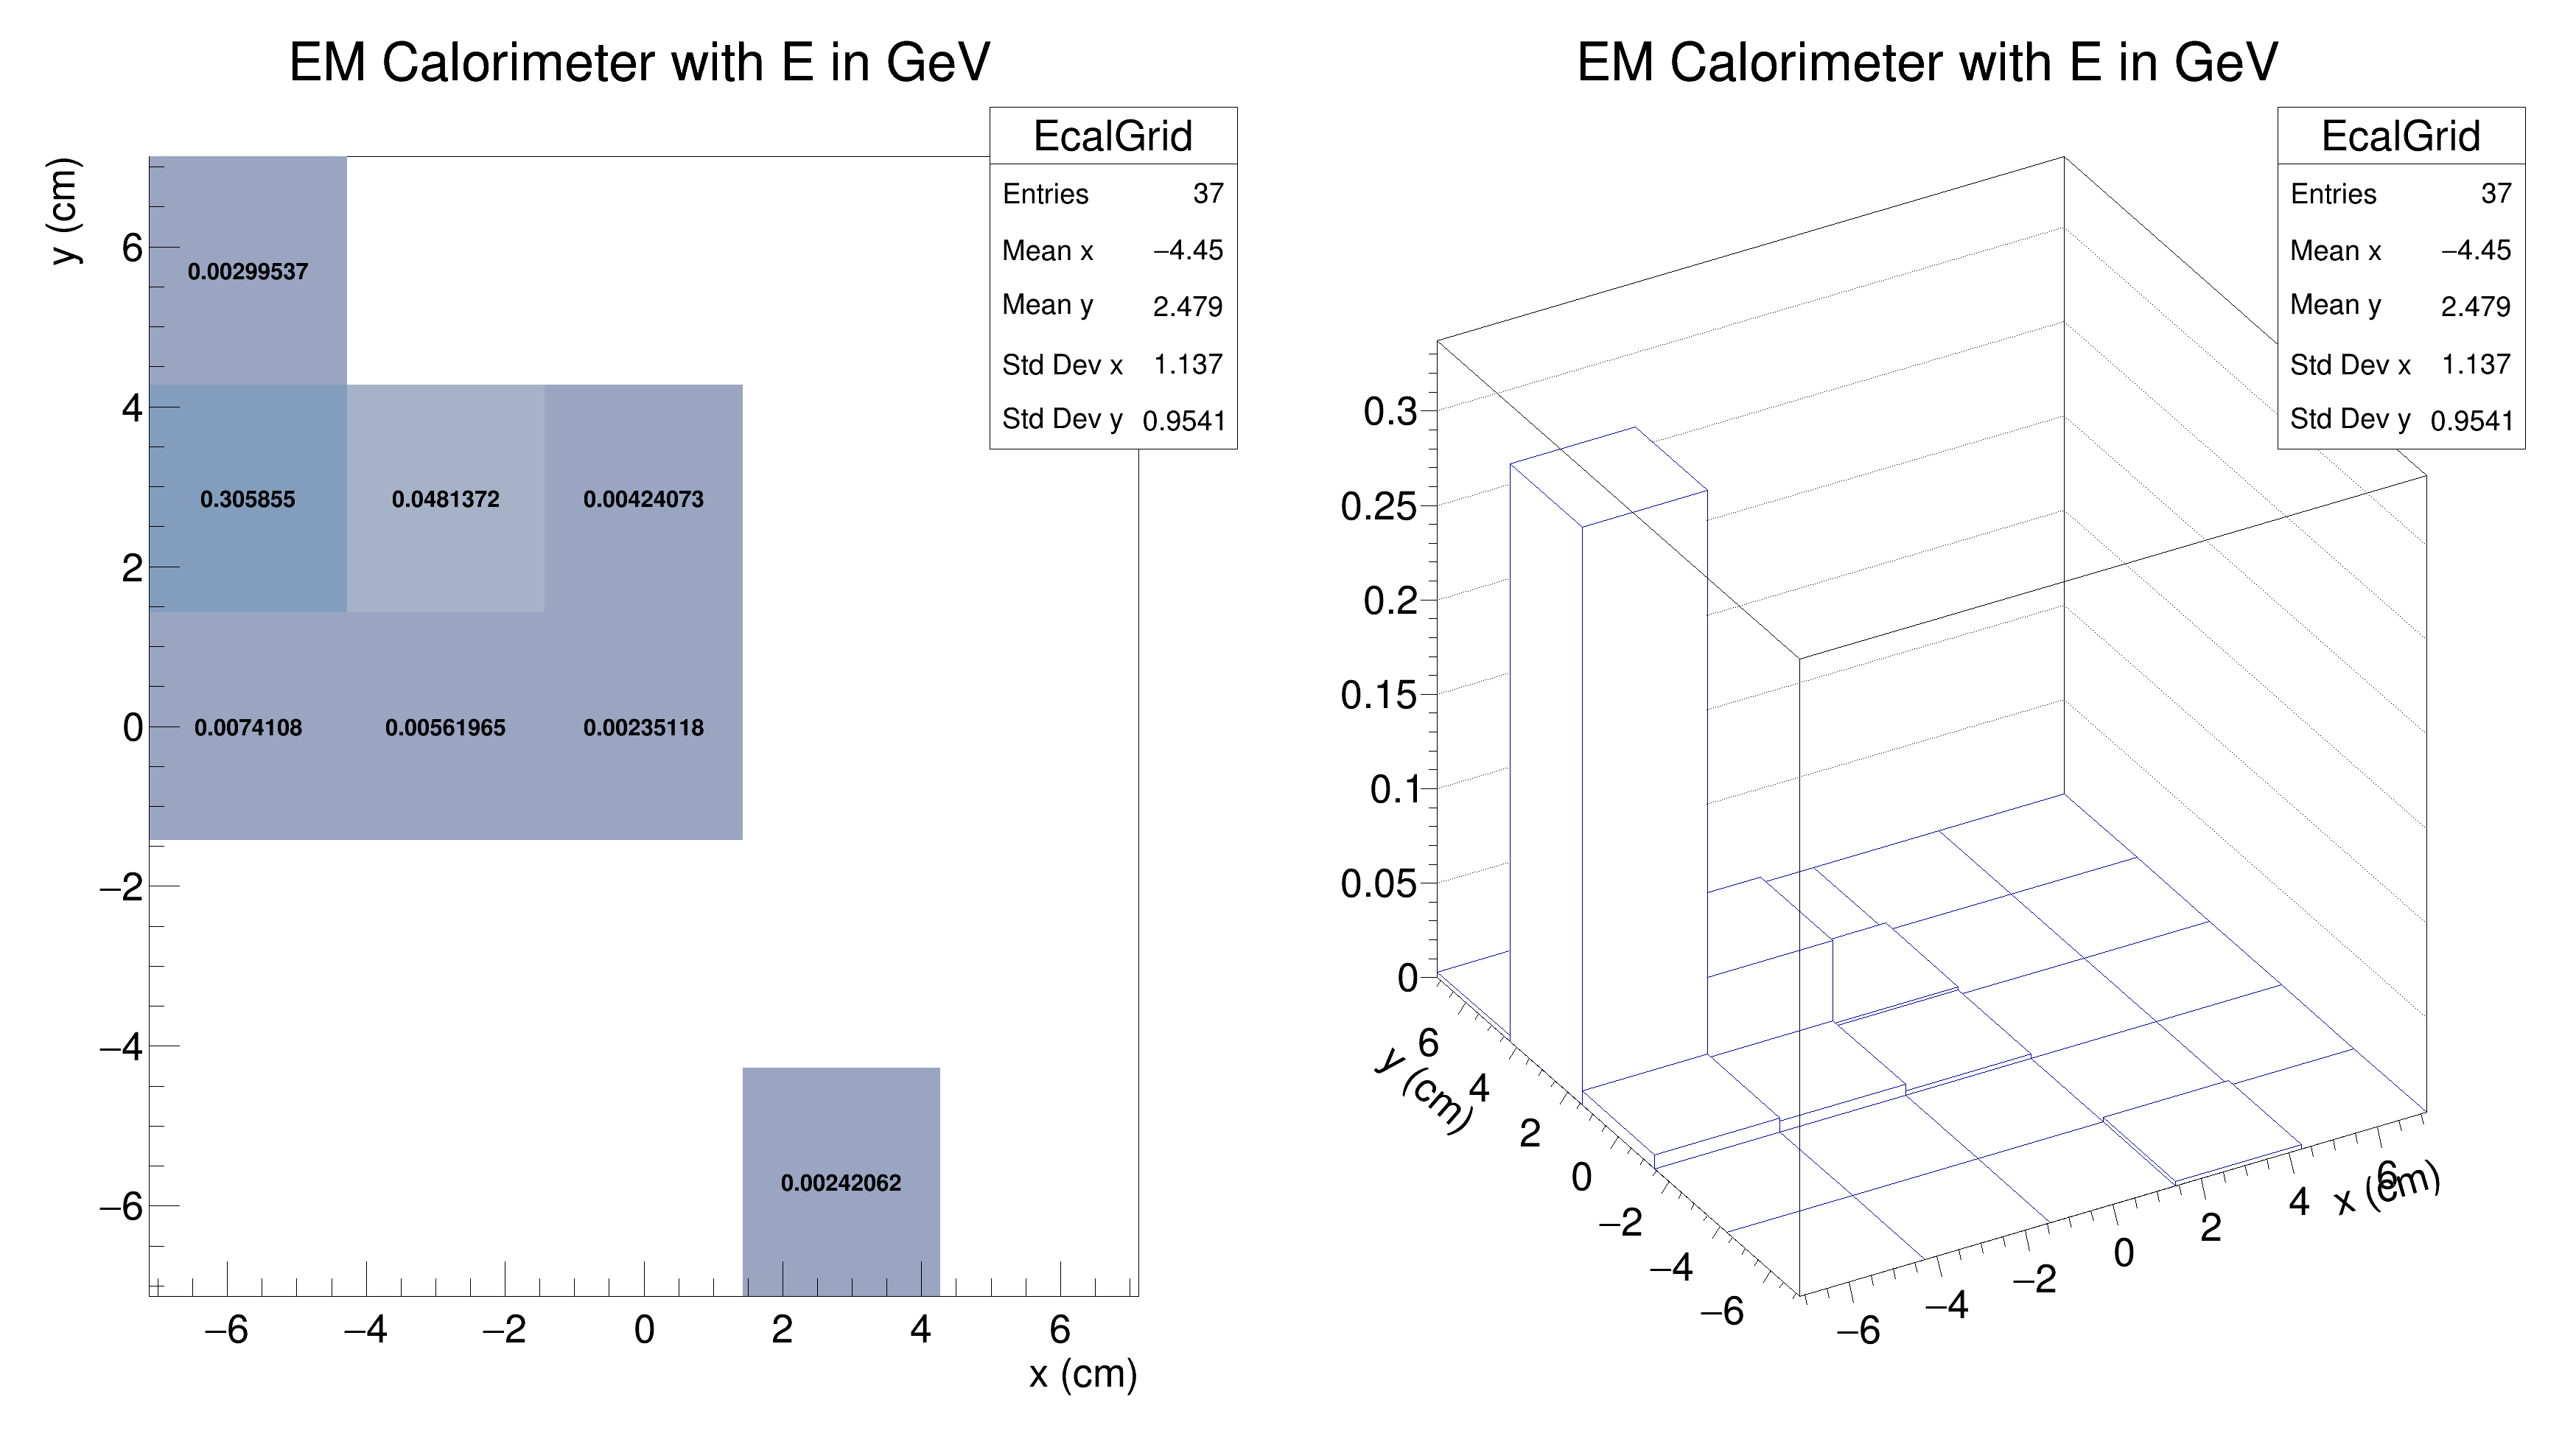 EM Calorimeter with E in GeV
EcalGrid
Entries 37
Mean x −4.45
Mean y 2.479
Std Dev x 1.137
Std Dev y 0.9541
y (cm)
6
4
2
0
−2
−4
−6
0.00299537
0.305855 0.0481372 0.00424073
0.0074108 0.00561965 0.00235118
0.00242062
−6 −4 −2 0 2 4 6
x (cm)
EM Calorimeter with E in GeV
EcalGrid
Entries 37
Mean x −4.45
Mean y 2.479
Std Dev x 1.137
Std Dev y 0.9541
0.3
0.25
0.2
0.15
0.1
0.05
0
y (cm)
6
4
2
0
−2
−4
−6
−6 −4 −2 0 2 4 6
x (cm)